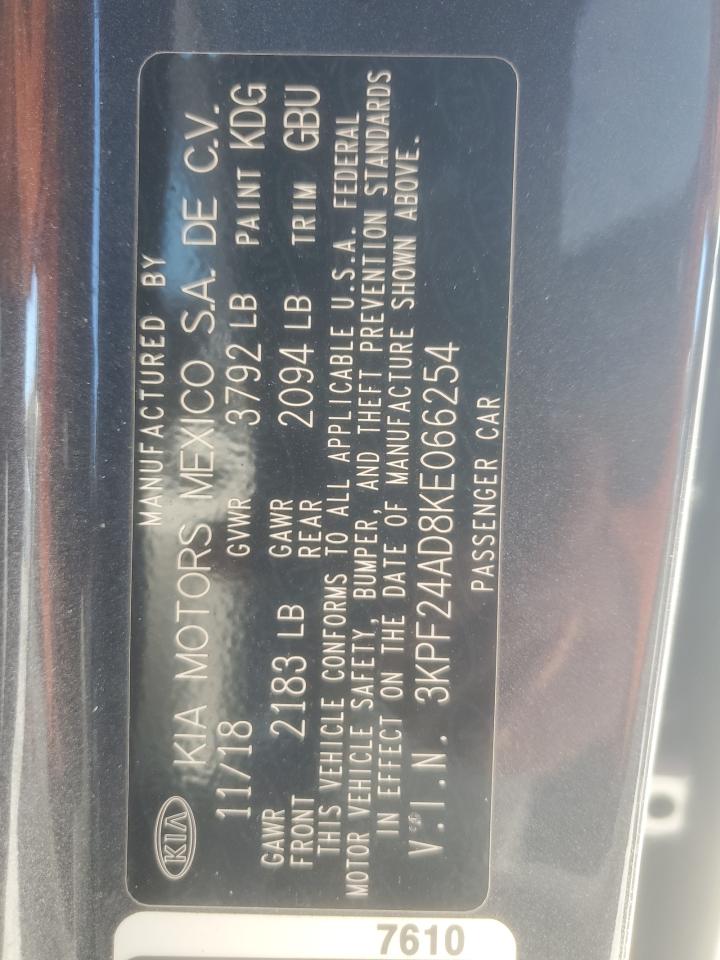 MANUFACTURED BY
KIA KIA MOTORS MEXICO S.A. DE C.V.
11/18 GVWR 3792 LB PAINT KDG
GAWR FRONT 2183 LB GAWR REAR 2094 LB TRIM GBU
THIS VEHICLE CONFORMS TO ALL APPLICABLE U.S.A. FEDERAL
MOTOR VEHICLE SAFETY, BUMPER, AND THEFT PREVENTION STANDARDS
IN EFFECT ON THE DATE OF MANUFACTURE SHOWN ABOVE.
V.I.N. 3KPF24AD8KE066254
PASSENGER CAR
7610